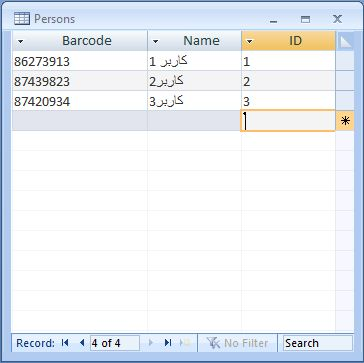 Persons
Barcode Name ID
86273913 کاربر 1 1
87439823 کاربر2 2
87420934 کاربر3 3
Record: 4 of 4 No Filter Search